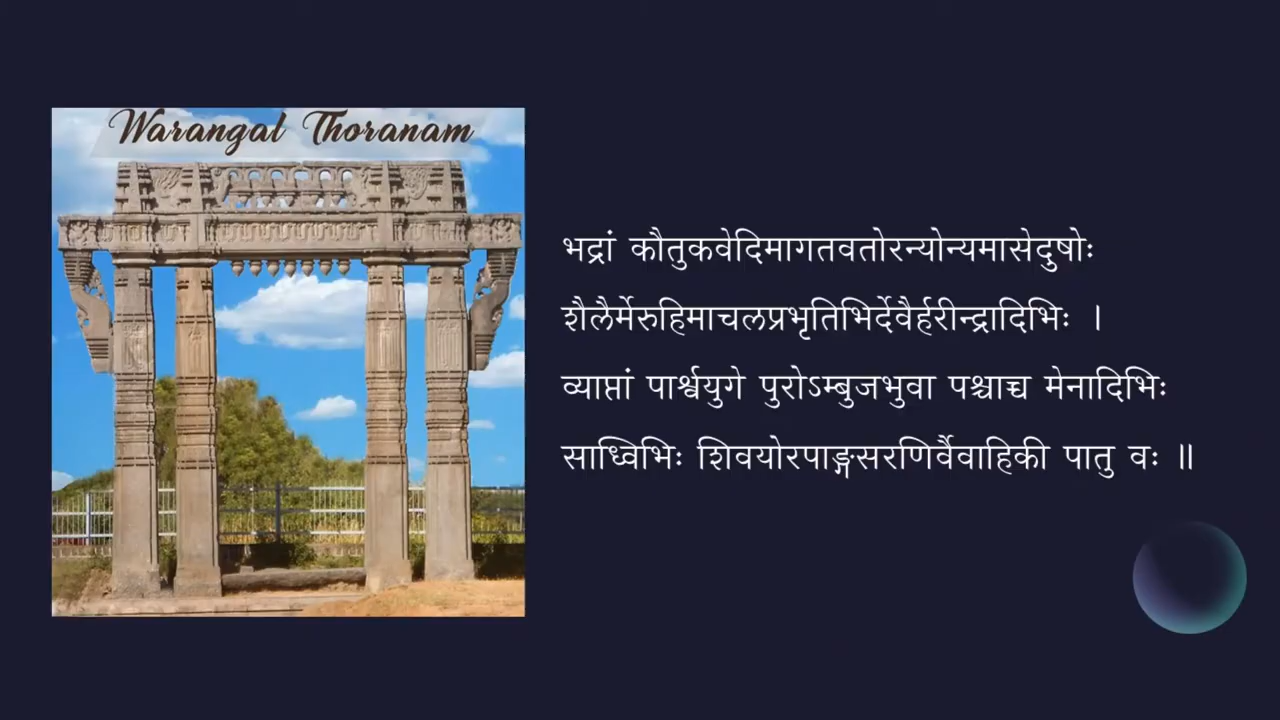 Warangal Thoranam
भद्रां कौतुकवेदिमागतवतोरन्योन्यमासेदुषोः
शैलैर्मेरुहिमाचलप्रभृतिभिर्देवैर्हरीन्द्रादिभिः ।
व्याप्तां पार्श्वयुगे पुरोऽम्बुजभुवा पश्चाच्च मेनादिभिः
साध्विभिः शिवयोरपाङ्गसरणिर्वैवाहिकी पातु वः ॥